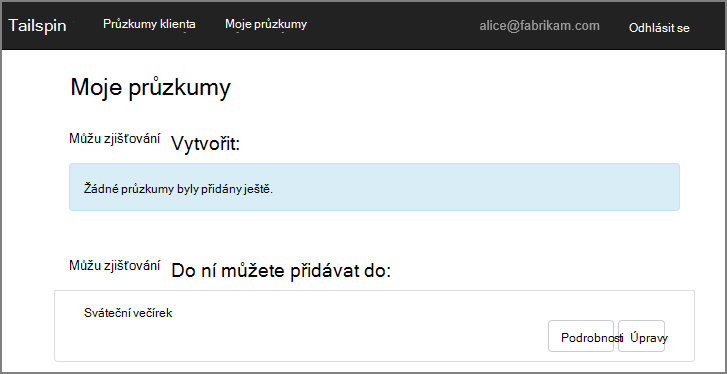 Tailspin Průzkumy klienta Moje průzkumy alice@fabrikam.com Odhlásit se
Moje průzkumy
Můžu zjišťování Vytvořit:
Žádné průzkumy byly přidány ještě.
Můžu zjišťování Do ní můžete přidávat do:
Sváteční večírek
Podrobnosti Úpravy